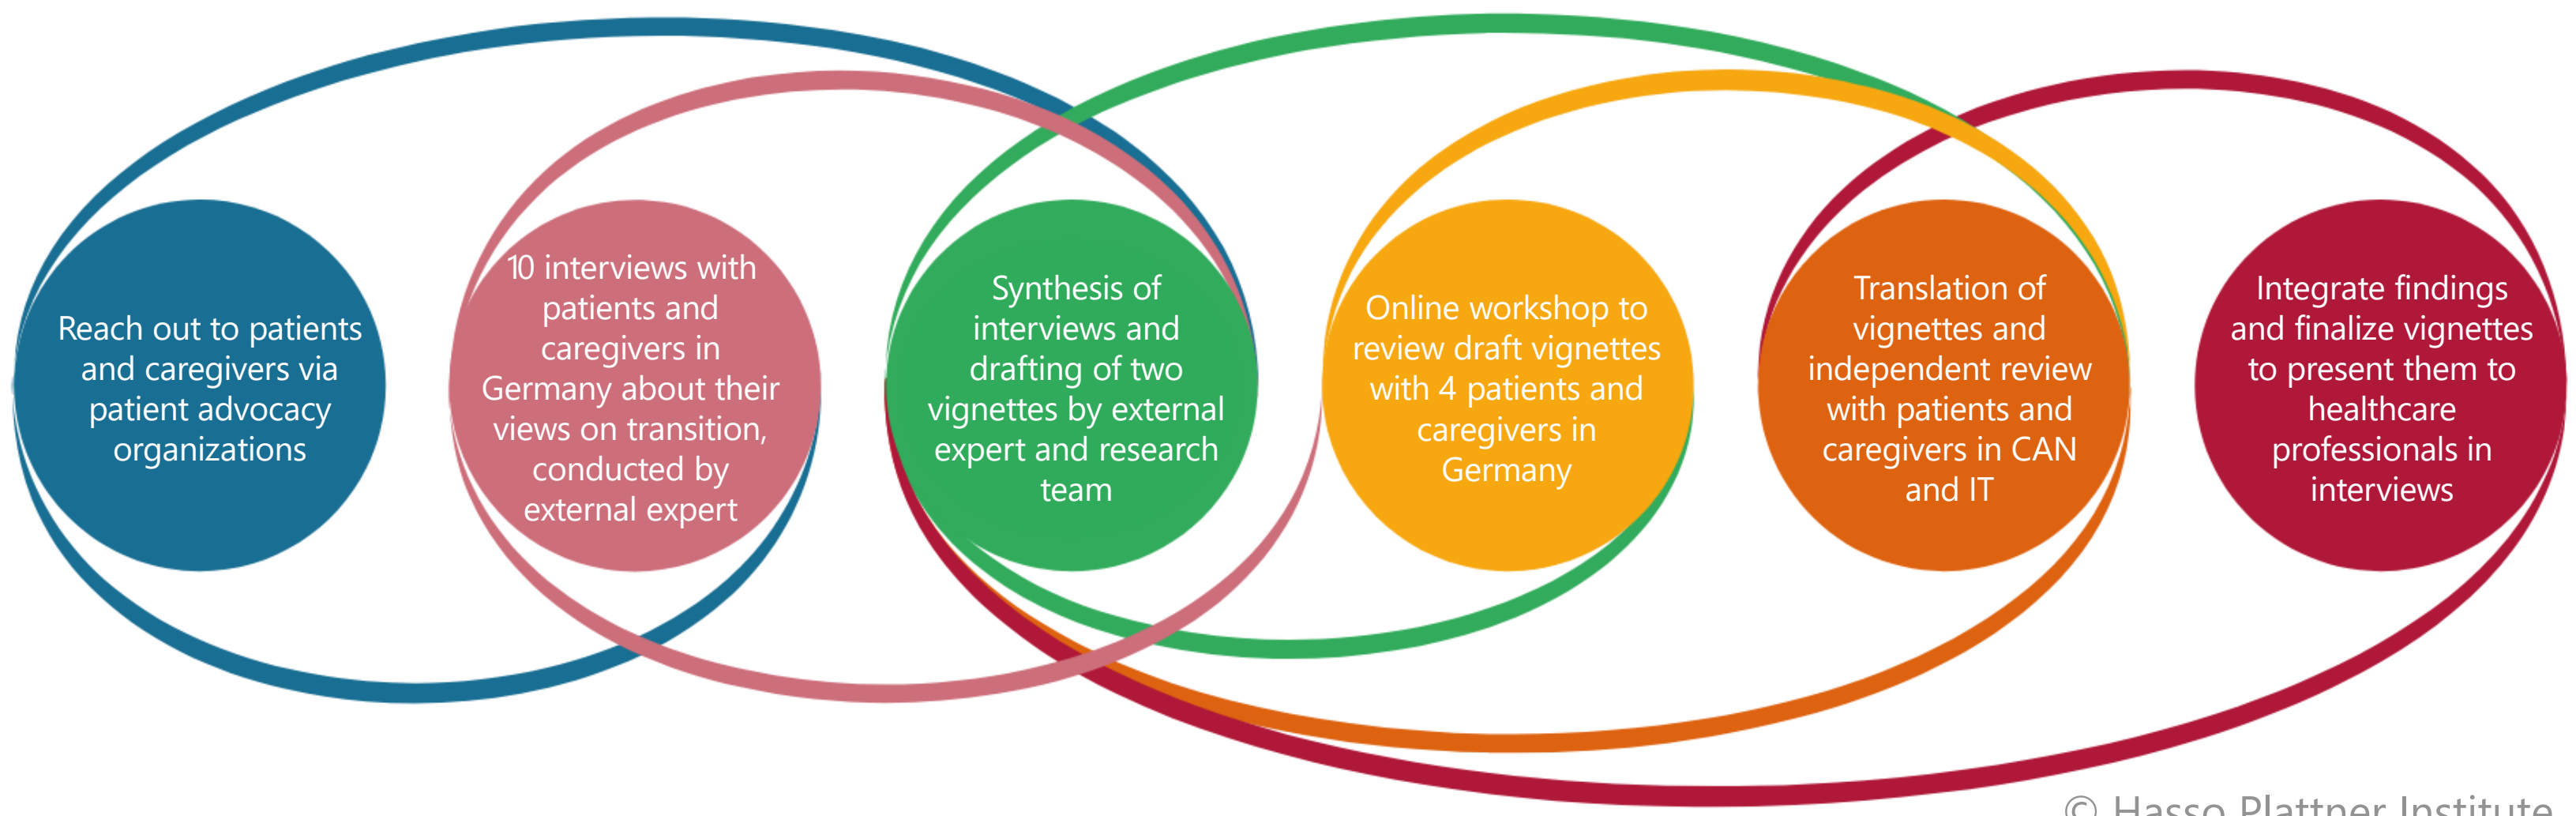 Reach out to patients
and caregivers via
patient advocacy
organizations
10 interviews with
patients and
caregivers in
Germany about their
views on transition,
conducted by
external expert
Synthesis of
interviews and
drafting of two
vignettes by external
expert and research
team
Online workshop to
review draft vignettes
with 4 patients and
caregivers in
Germany
Translation of
vignettes and
independent review
with patients and
caregivers in CAN
and IT
Integrate findings
and finalize vignettes
to present them to
healthcare
professionals in
interviews
© Hasso Plattner Institute